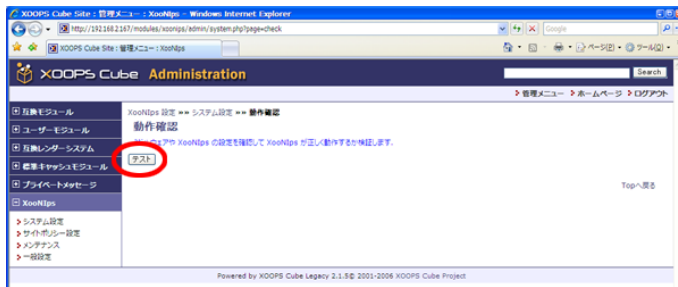 XOOPS Cube Site : 管理メニュー : XooNIps - Windows Internet Explorer
http://192.168.2.167/modules/xoonips/admin/system.php?page=check
Google
XOOPS Cube Site : 管理メニュー : XooNIps
ページ(P)
ツール(O)
XOOPS Cube Administration
Search
管理メニュー ホームページ ログアウト
互換モジュール
ユーザーモジュール
互換レンダーシステム
標準キャッシュモジュール
プライベートメッセージ
XooNIps
システム設定
サイトポリシー設定
メンテナンス
一般設定
XooNIps 設定 »» システム設定 »» 動作確認
動作確認
ウェアや XooNIps の設定を確認して XooNIps が正しく動作するか検証します。
テスト
Topへ戻る
Powered by XOOPS Cube Legacy 2.1.5© 2001-2006 XOOPS Cube Project